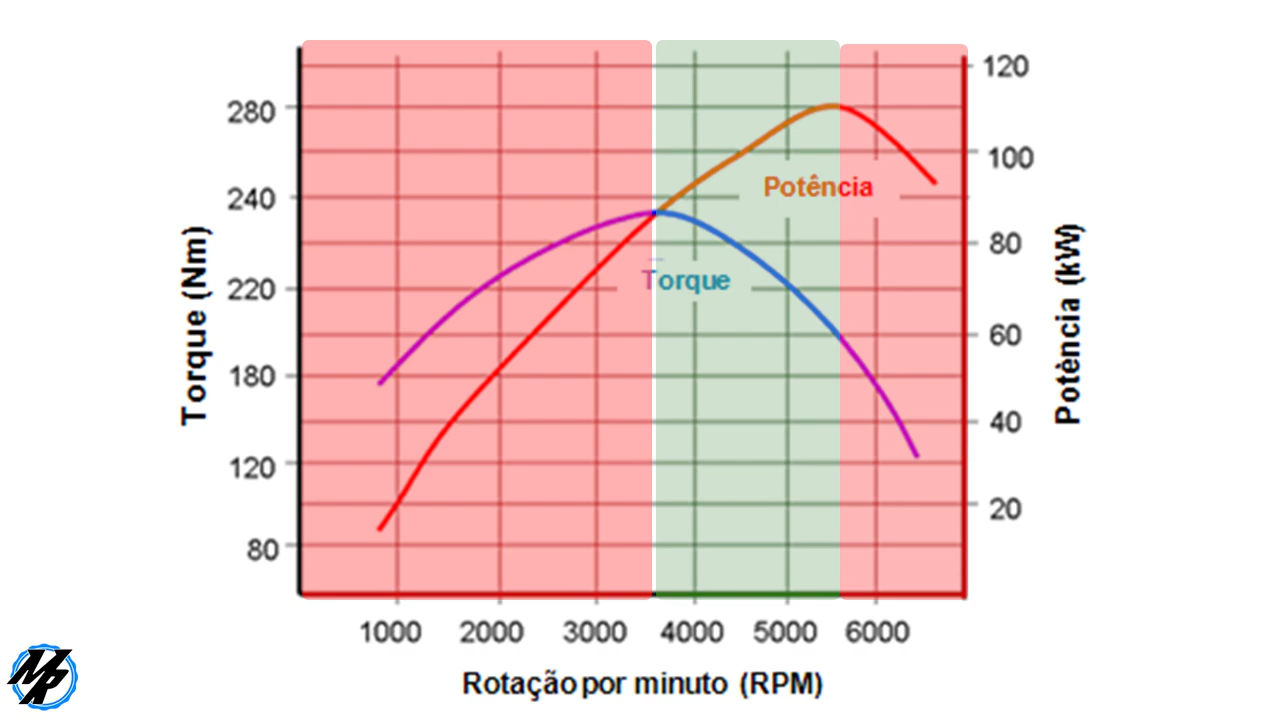 Torque (Nm)
280
240
220
180
120
80
120
100
80
60
40
20
Potência (kW)
Potência
Torque
1000 2000 3000 4000 5000 6000
Rotação por minuto (RPM)
MP